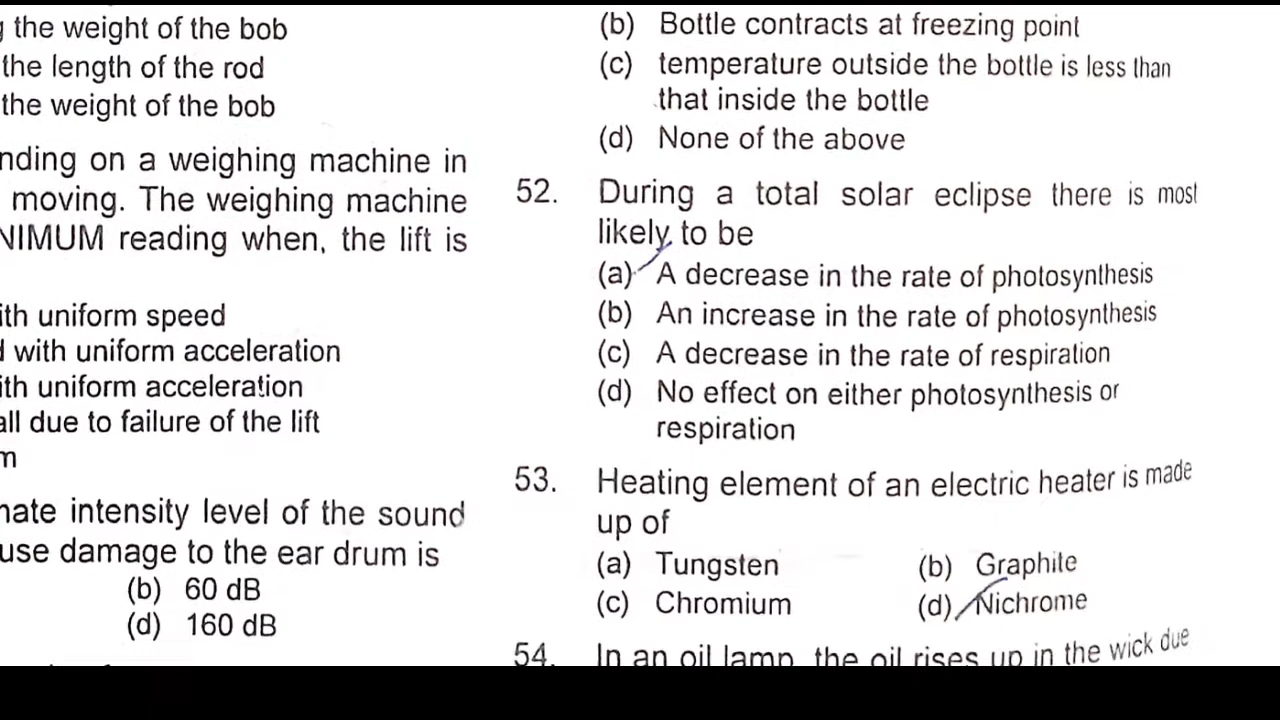 the weight of the bob
the length of the rod
the weight of the bob
nding on a weighing machine in
moving. The weighing machine
NIMUM reading when, the lift is
ith uniform speed
with uniform acceleration
ith uniform acceleration
all due to failure of the lift
m
nate intensity level of the sound
use damage to the ear drum is
(b) 60 dB
(d) 160 dB
(b) Bottle contracts at freezing point
(c) temperature outside the bottle is less than
that inside the bottle
(d) None of the above
52. During a total solar eclipse there is most
likely to be
(a) A decrease in the rate of photosynthesis
(b) An increase in the rate of photosynthesis
(c) A decrease in the rate of respiration
(d) No effect on either photosynthesis or
respiration
53. Heating element of an electric heater is made
up of
(a) Tungsten (b) Graphite
(c) Chromium (d) Nichrome
54. In an oil lamp, the oil rises up in the wick due